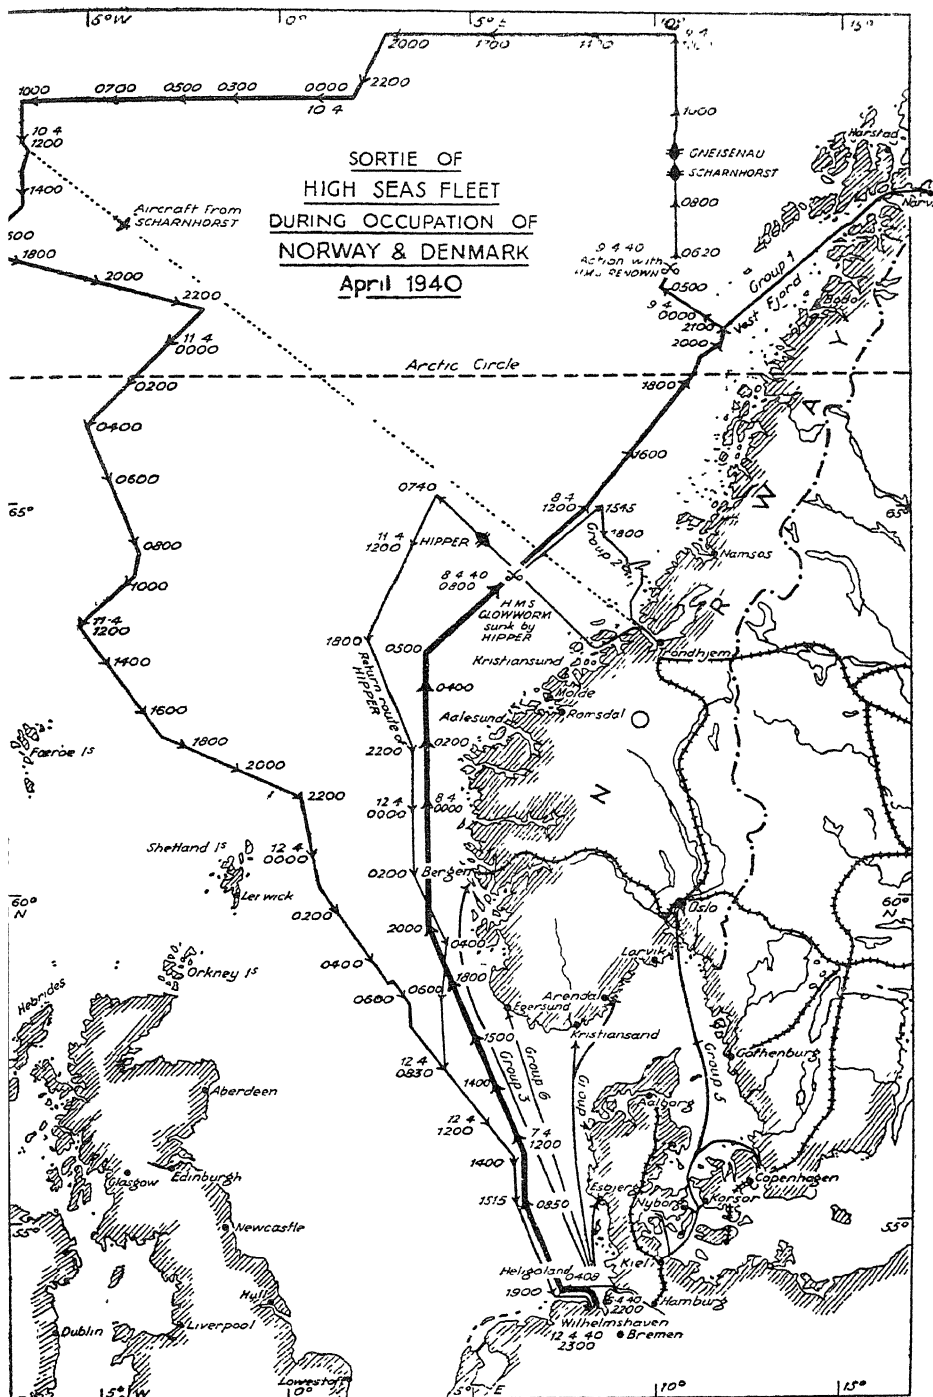 5°W
0°
5°E
10°
15°
2000
1700
2200
1000
0700
0500
0300
0000
10 4
10 4
1200
1400
1000
GNEISENAU
SCHARNHORST
0800
Harstad
SORTIE OF
HIGH SEAS FLEET
DURING OCCUPATION OF
NORWAY & DENMARK
April 1940
Aircraft from
SCHARNHORST
1800
2000
2200
11 4
0000
9 4 40
Action with
HMS RENOWN
0620
0500
9 4
0000
2100
2000
Group 1
Vest Fjord
Bodo
Arctic Circle
0200
1800
0400
0600
0800
1000
11·4
1200
1400
1600
1800
2000
2200
65°
65°
1600
0740
11 4
1200
HIPPER
8·4
1200
1545
1800
Group 2
Namsos
8 4 40
0800
HMS
GLOWWORM
sunk by
HIPPER
1800
Return route of
HIPPER
0500
Trondhjem
Kristiansund
Molde
Romsdal
Aalesund
0400
0200
2200
8 4
0000
12 4
0000
0200
NORWAY
Faeroe Is
Shetland Is
Lerwick
12 4
0000
0200
0400
0600
Bergen
60°
N
60°
N
Oslo
2000
0400
0600
1800
Larvik
Arendal
Egersund
Kristiansand
Orkney Is
Hebrides
12 4
0830
1500
1400
Group 3
Group 6
Group 4
Group 5
Gothenburg
Aalborg
Aberdeen
12 4
1200
7 4
1200
1400
1515
0850
Esbjerg
Nyborg
Korsor
Copenhagen
Glasgow
Edinburgh
Newcastle
55°
Heligoland
0408
Kiel
1900
6 4 40
2200
Hamburg
Wilhelmshaven
12 4 40
2300
Bremen
Hull
Dublin
Liverpool
Lowestoft
5°W
0°
5°E
10°
15°